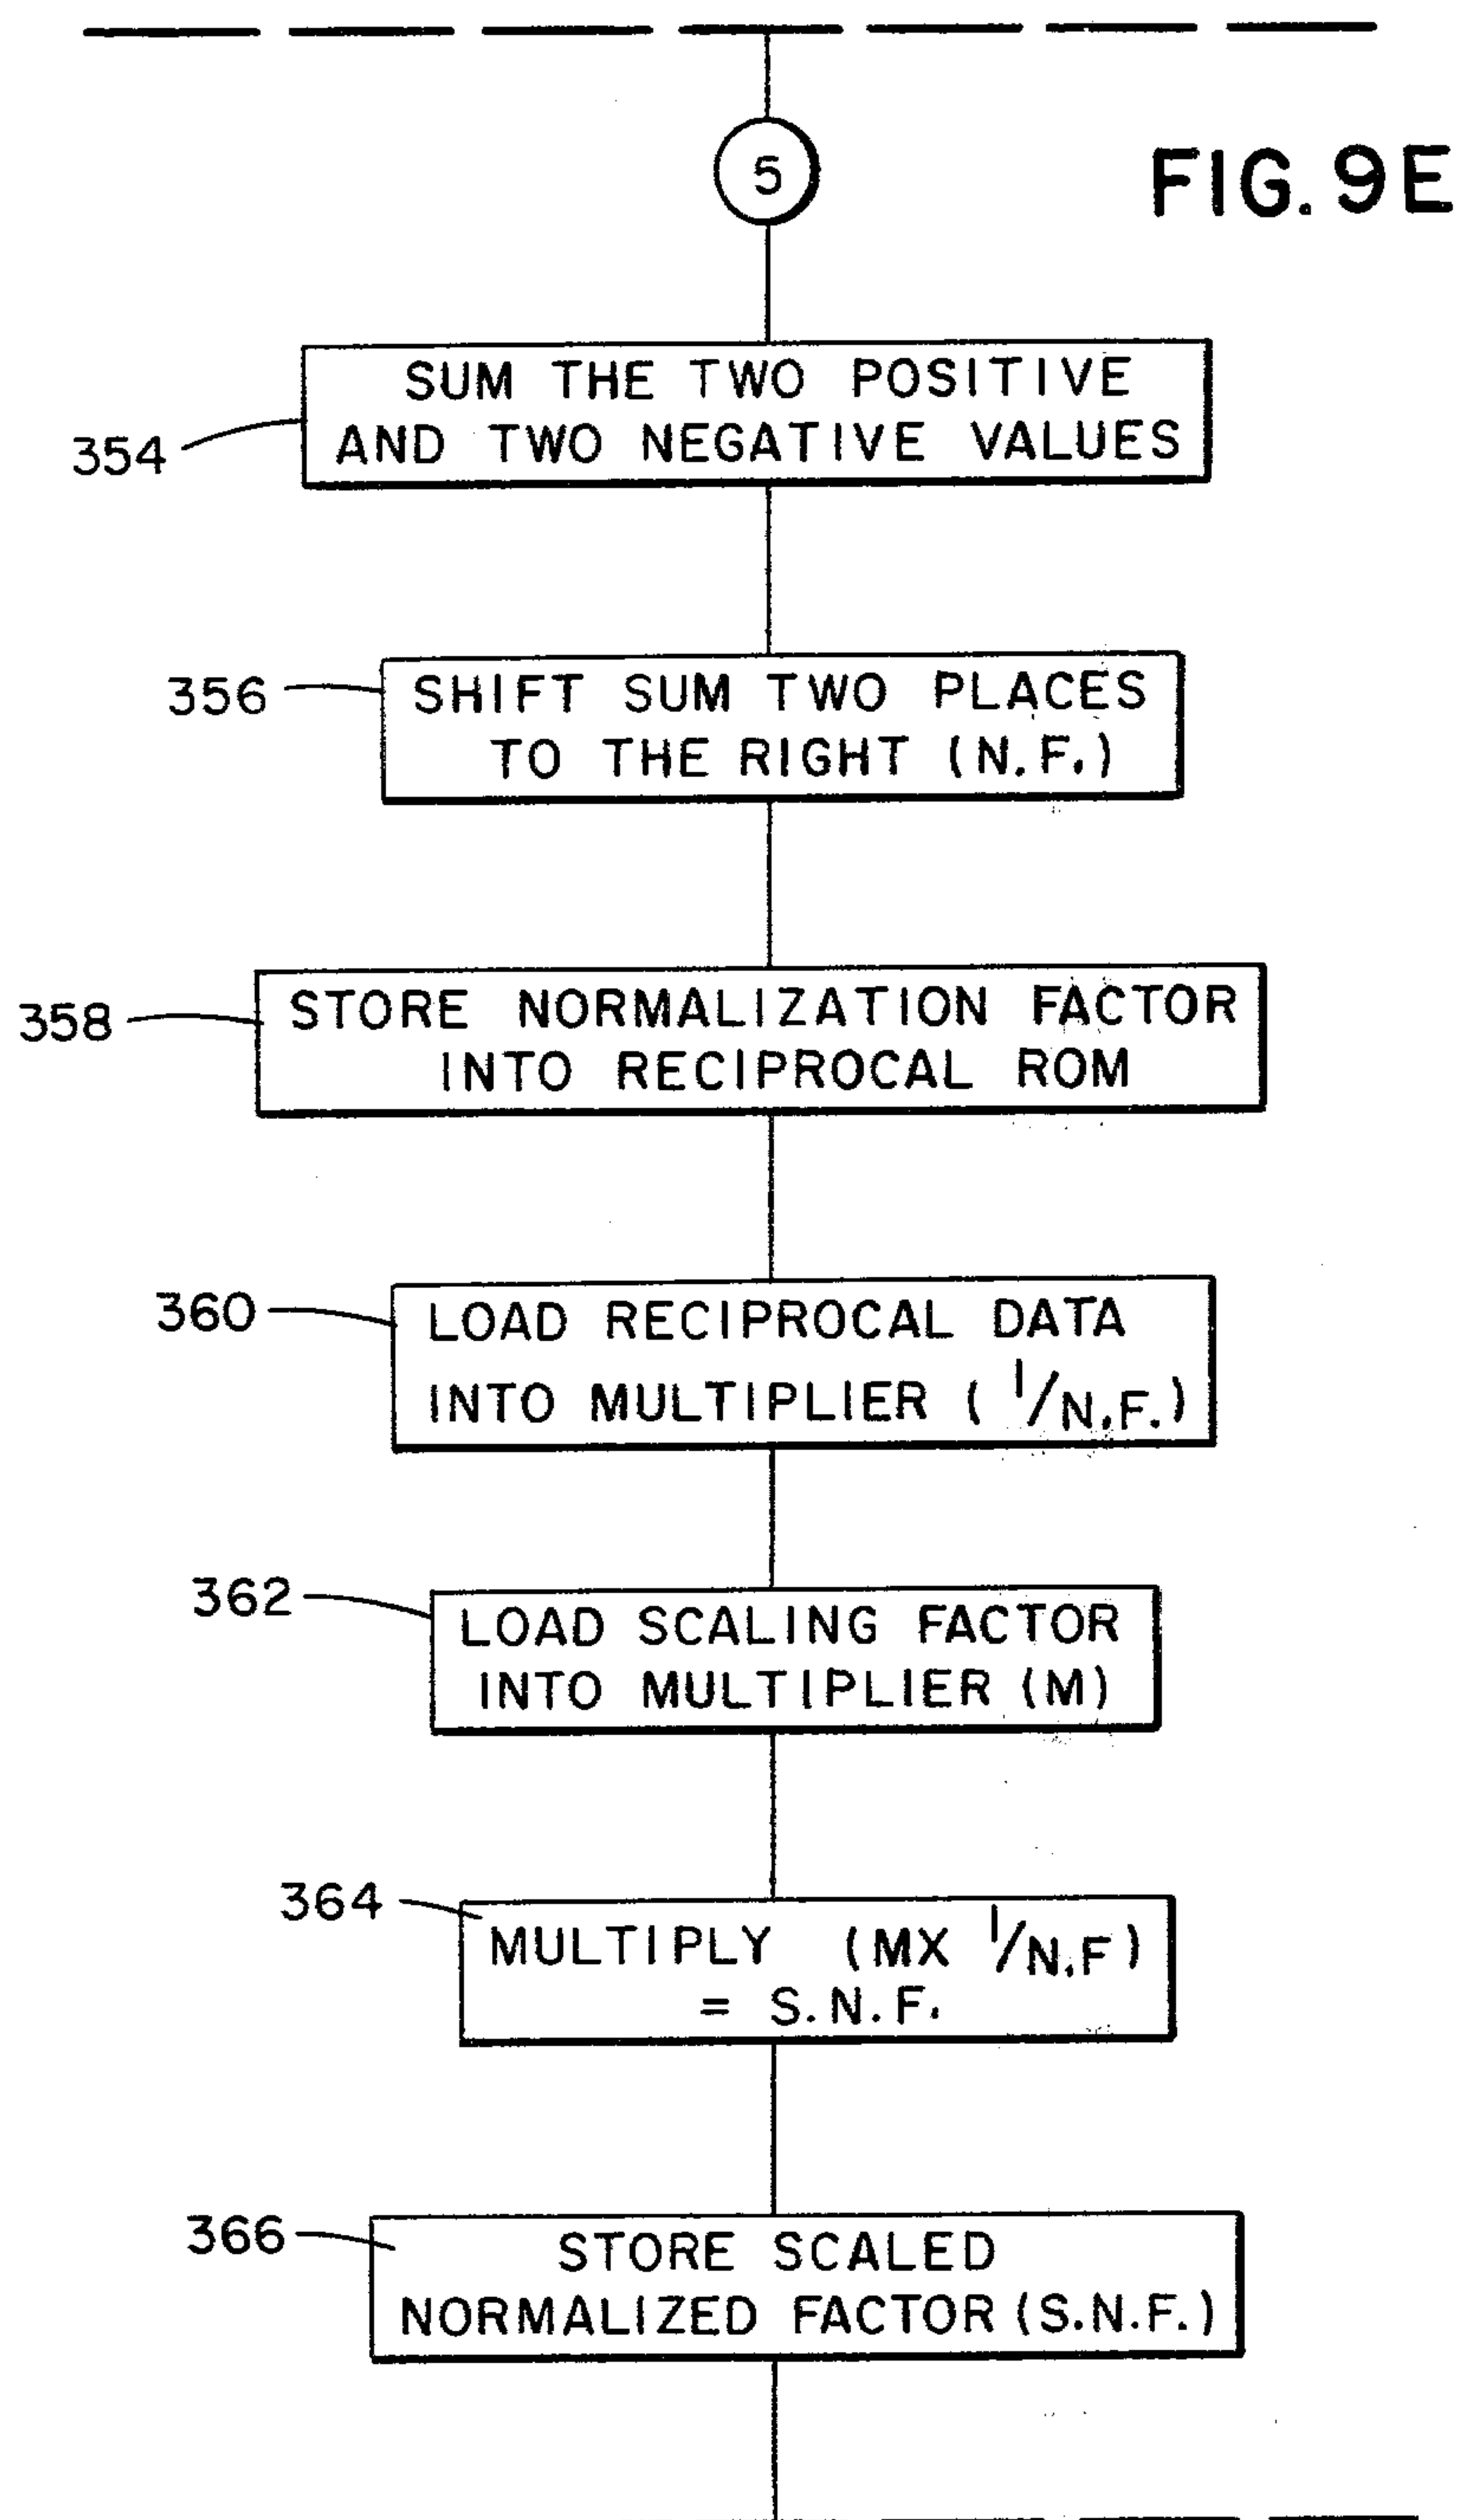 5
FIG. 9E
354
SUM THE TWO POSITIVE
AND TWO NEGATIVE VALUES
356
SHIFT SUM TWO PLACES
TO THE RIGHT (N.F.)
358
STORE NORMALIZATION FACTOR
INTO RECIPROCAL ROM
360
LOAD RECIPROCAL DATA
INTO MULTIPLIER ( 1/N.F.)
362
LOAD SCALING FACTOR
INTO MULTIPLIER (M)
364
MULTIPLY (MX 1/N.F)
= S.N.F.
366
STORE SCALED
NORMALIZED FACTOR (S.N.F.)